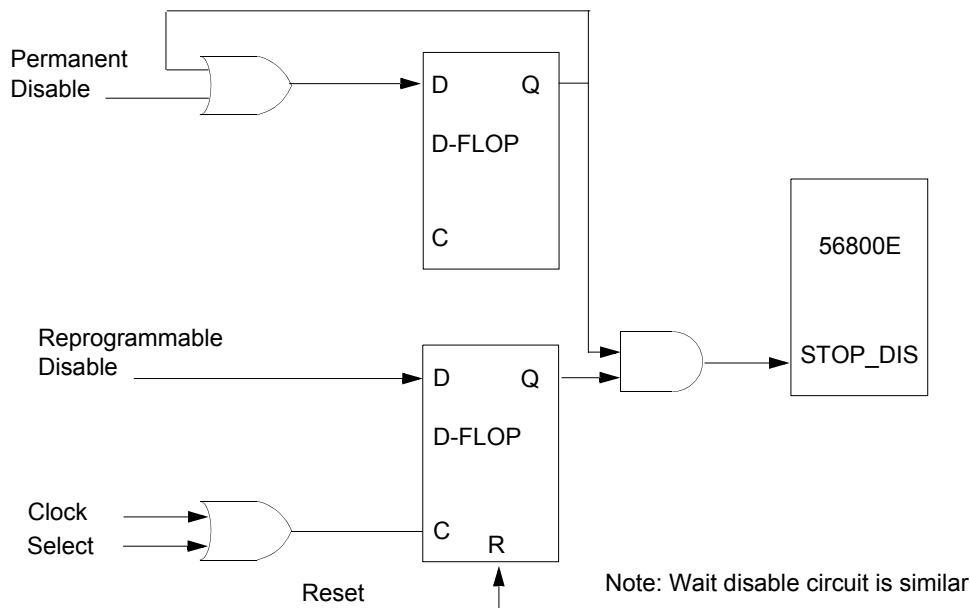 Permanent
Disable
D Q
D-FLOP
C
56800E
STOP_DIS
Reprogrammable
Disable
D Q
D-FLOP
Clock
Select
C
R
Reset
Note: Wait disable circuit is similar